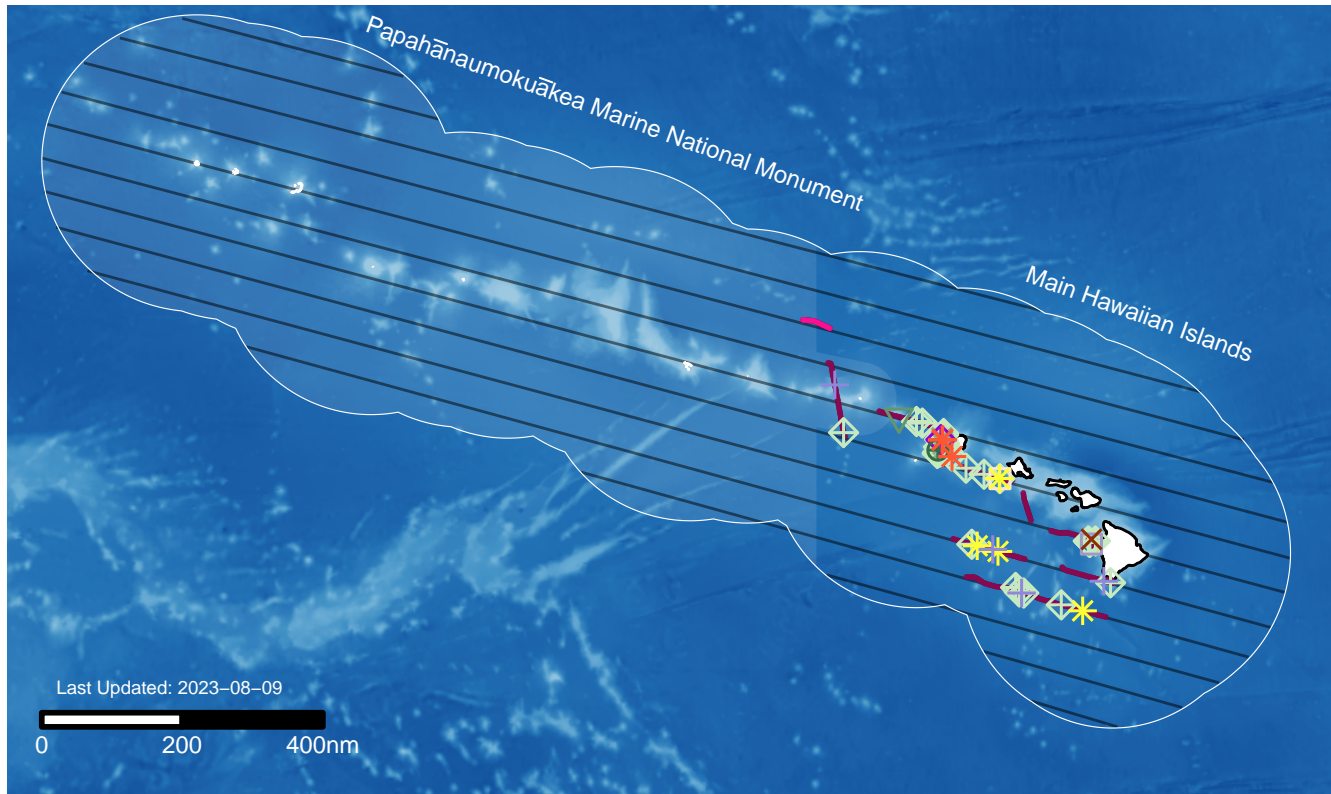 Papahānaumokuākea Marine National Monument
Main Hawaiian Islands
Last Updated: 2023−08−09
0 200 400nm